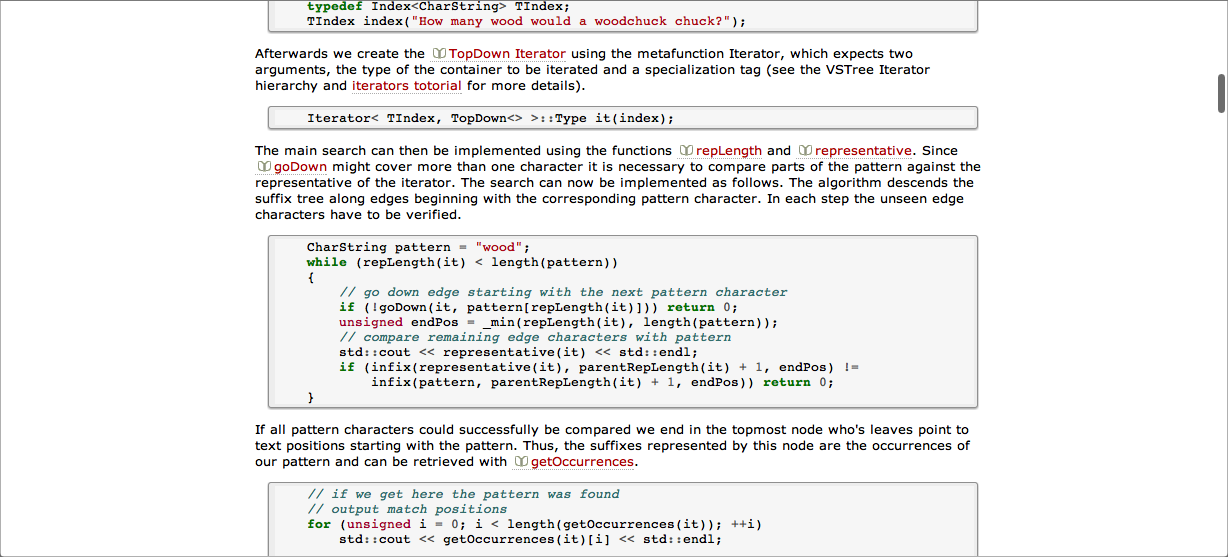 typedef Index<CharString> TIndex;
TIndex index("How many wood would a woodchuck chuck?");
Afterwards we create the TopDown Iterator using the metafunction Iterator, which expects two
arguments, the type of the container to be iterated and a specialization tag (see the VSTree Iterator
hierarchy and iterators totorial for more details).
Iterator< TIndex, TopDown<> >::Type it(index);
The main search can then be implemented using the functions repLength and representative. Since
goDown might cover more than one character it is necessary to compare parts of the pattern against the
representative of the iterator. The search can now be implemented as follows. The algorithm descends the
suffix tree along edges beginning with the corresponding pattern character. In each step the unseen edge
characters have to be verified.
CharString pattern = "wood";
while (repLength(it) < length(pattern))
{
// go down edge starting with the next pattern character
if (!goDown(it, pattern[repLength(it)])) return 0;
unsigned endPos = _min(repLength(it), length(pattern));
// compare remaining edge characters with pattern
std::cout << representative(it) << std::endl;
if (infix(representative(it), parentRepLength(it) + 1, endPos) !=
infix(pattern, parentRepLength(it) + 1, endPos)) return 0;
}
If all pattern characters could successfully be compared we end in the topmost node who's leaves point to
text positions starting with the pattern. Thus, the suffixes represented by this node are the occurrences of
our pattern and can be retrieved with getOccurrences.
// if we get here the pattern was found
// output match positions
for (unsigned i = 0; i < length(getOccurrences(it)); ++i)
std::cout << getOccurrences(it)[i] << std::endl;